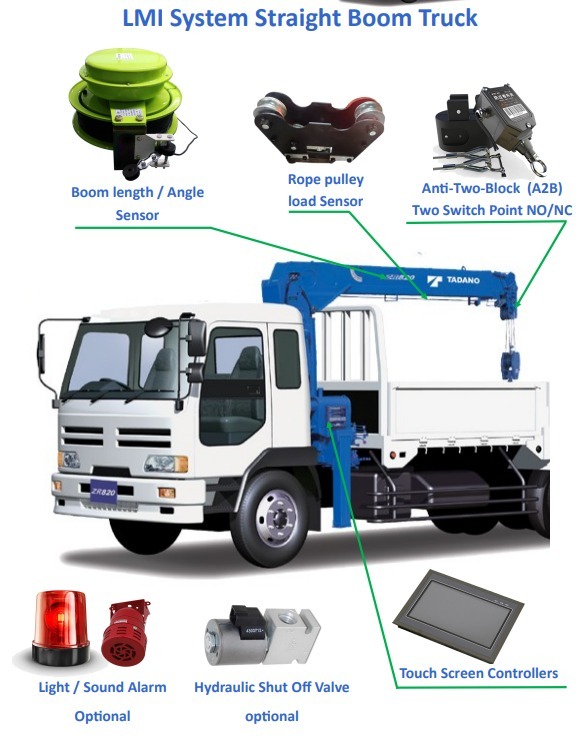 LMI System Straight Boom Truck
Boom length / Angle
Sensor
Rope pulley
load Sensor
Anti-Two-Block (A2B)
Two Switch Point NO/NC
TADANO
ZR820
Light / Sound Alarm
Optional
Hydraulic Shut Off Valve
optional
Touch Screen Controllers